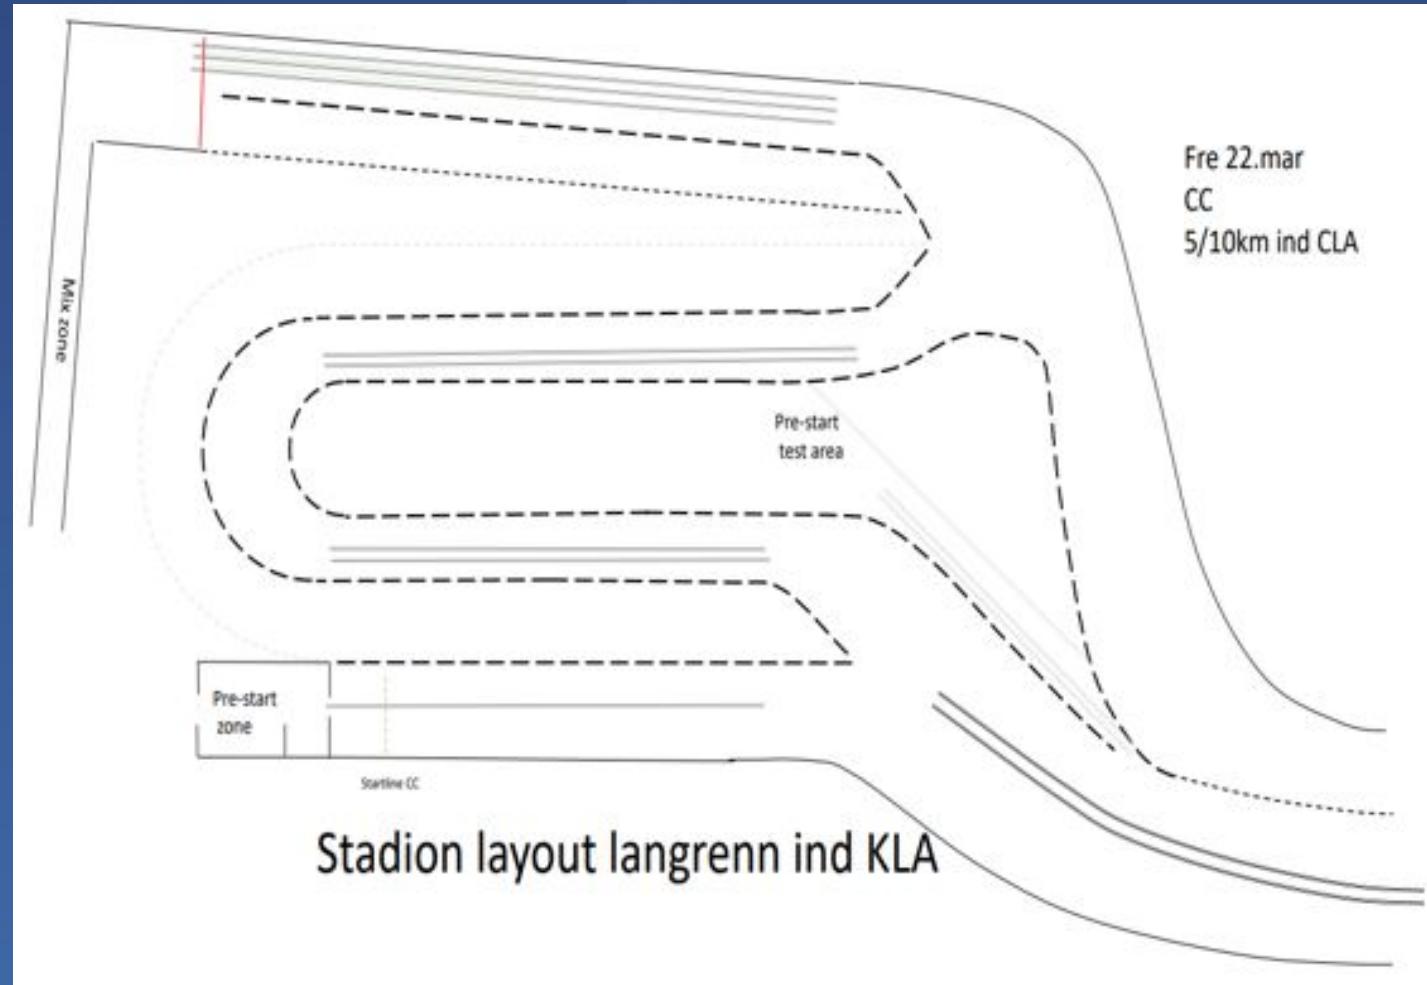 Fre 22.mar
CC
5/10km ind CLA
Mix zone
Pre-start
test area
Pre-start
zone
Startline CC
Stadion layout langrenn ind KLA